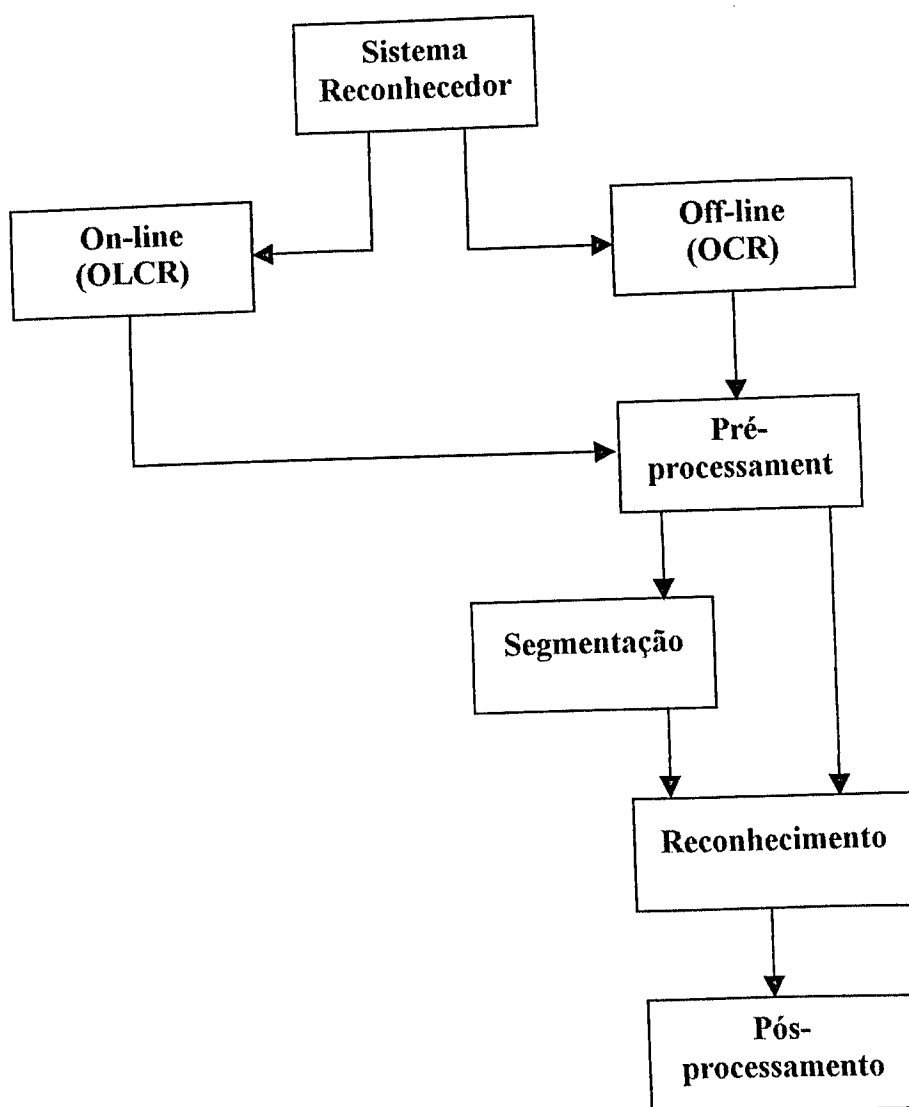 Sistema
Reconhecedor
On-line
(OLCR)
Off-line
(OCR)
Pré-
processament
Segmentação
Reconhecimento
Pós-
processamento